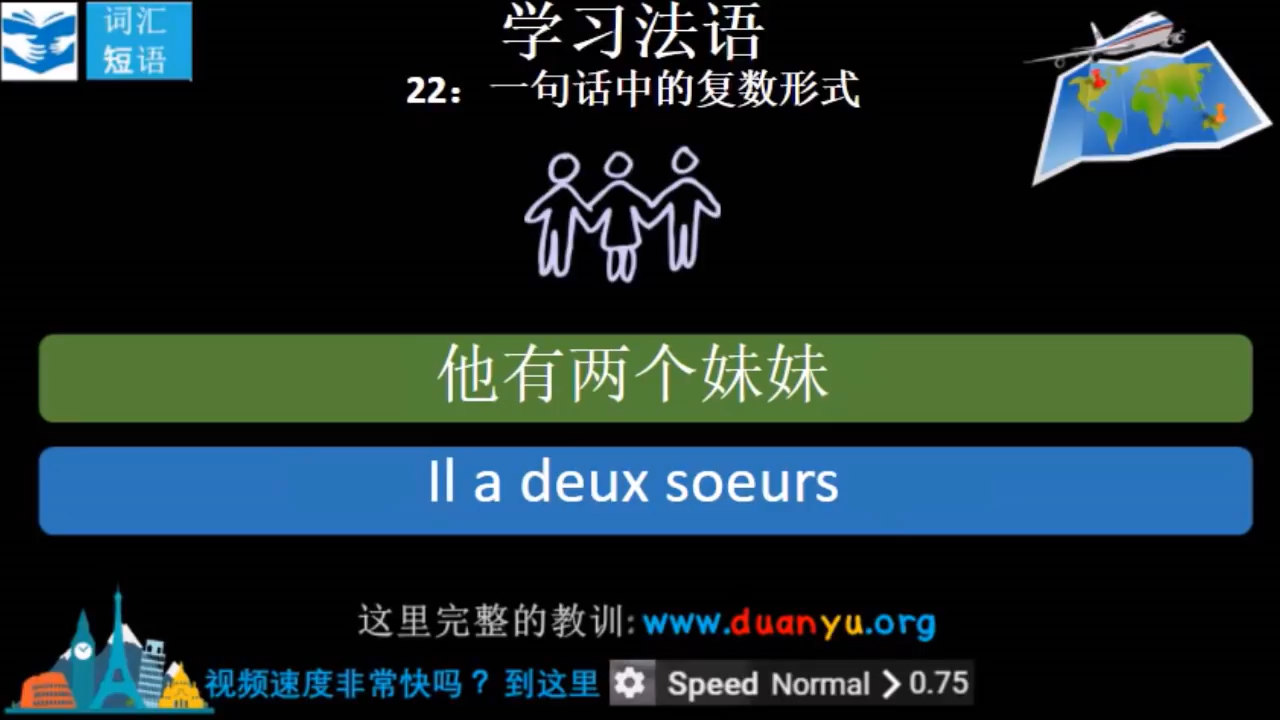 词汇
短语
学习法语
22：一句话中的复数形式
他有两个妹妹
Il a deux soeurs
这里完整的教训: www.duanyu.org
视频速度非常快吗？ 到这里 Speed Normal > 0.75